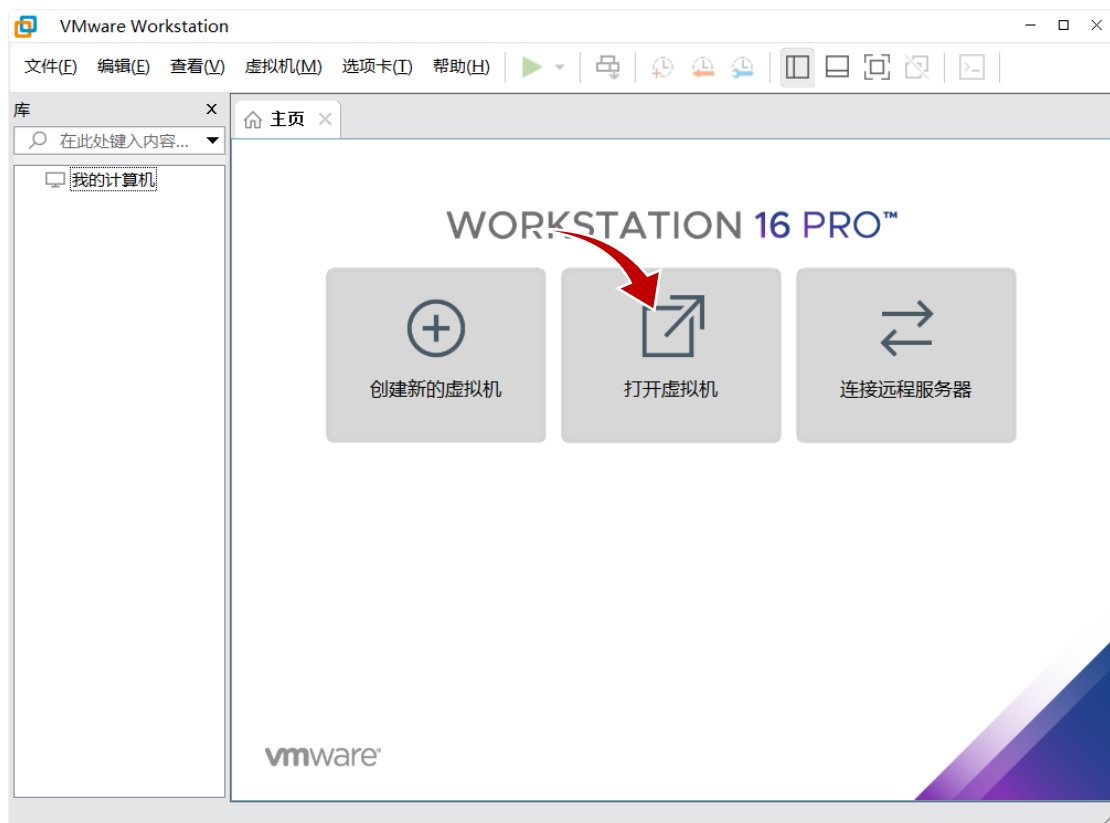 VMware Workstation
文件(F) 编辑(E) 查看(V) 虚拟机(M) 选项卡(T) 帮助(H)
库
在此处键入内容...
我的计算机
主页
WORKSTATION 16 PRO™
创建新的虚拟机 打开虚拟机 连接远程服务器
vmware®